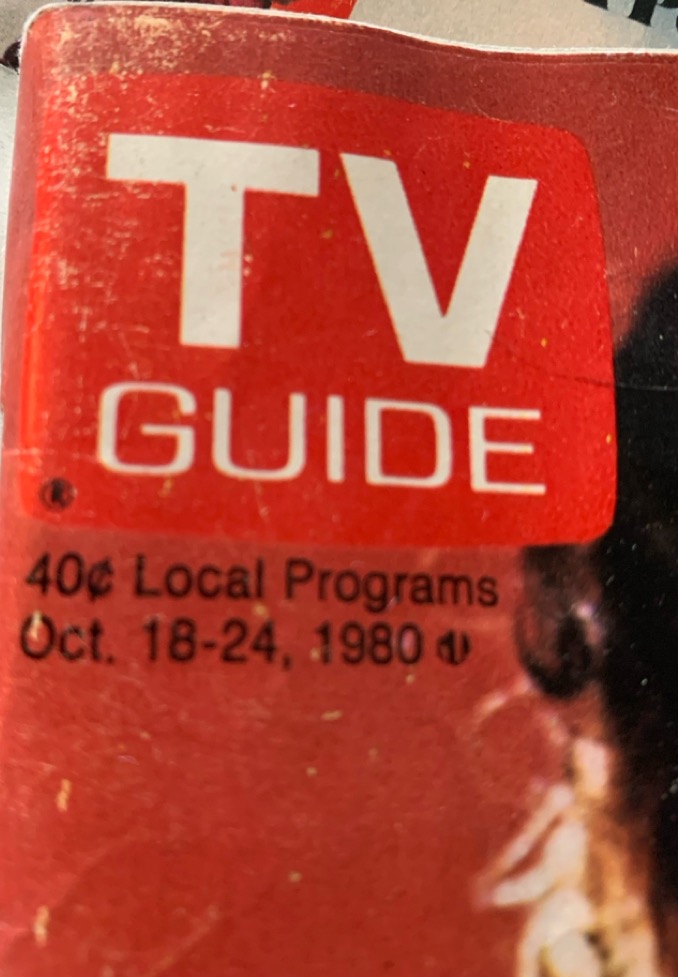 TV
GUIDE
®
40¢ Local Programs
Oct. 18-24, 1980